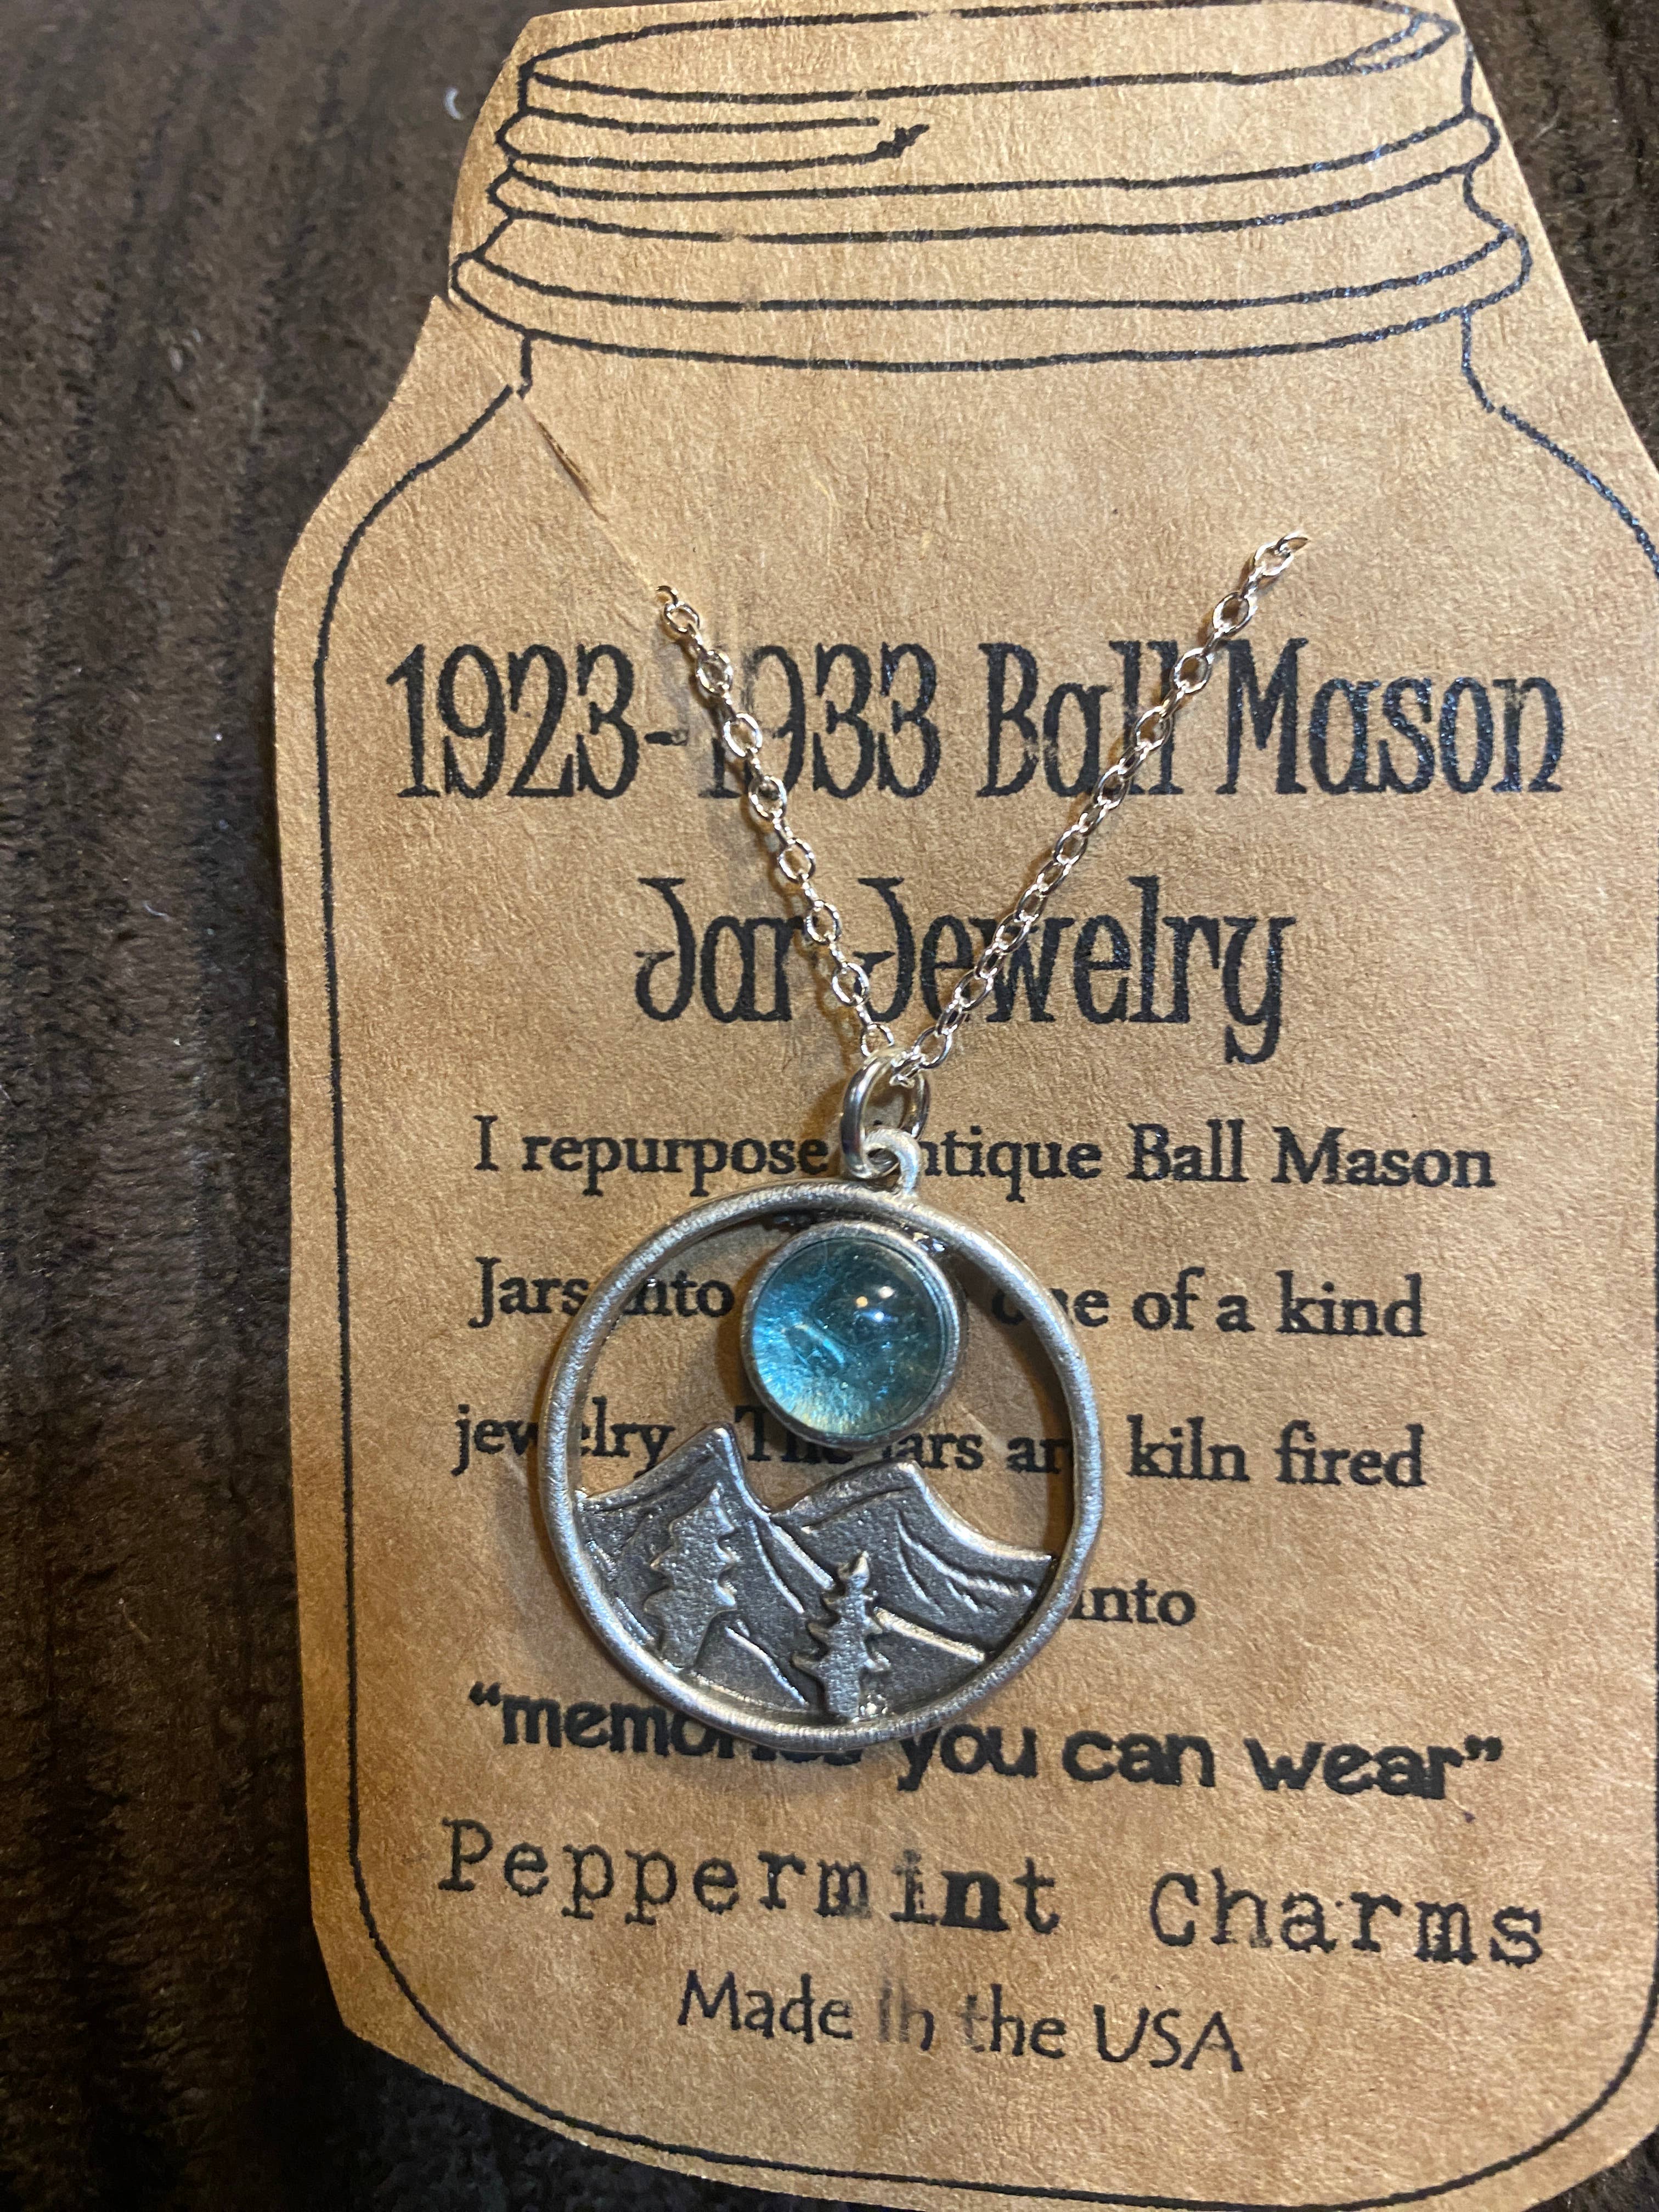 1923-1933 Ball Mason
Jar Jewelry
I repurpose antique Ball Mason
Jars into one of a kind
jewelry. The jars are kiln fired
into
"memories you can wear"
Peppermint Charms
Made in the USA